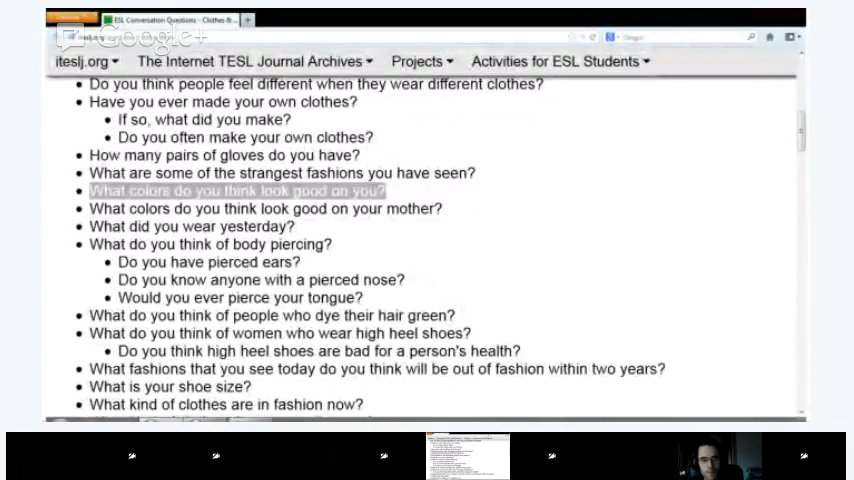 ESL Conversation Questions - Clothes & ...
Google+
iteslj.org
The Internet TESL Journal Archives
Projects
Activities for ESL Students
Do you think people feel different when they wear different clothes?
Have you ever made your own clothes?
If so, what did you make?
Do you often make your own clothes?
How many pairs of gloves do you have?
What are some of the strangest fashions you have seen?
What colors do you think look good on you?
What colors do you think look good on your mother?
What did you wear yesterday?
What do you think of body piercing?
Do you have pierced ears?
Do you know anyone with a pierced nose?
Would you ever pierce your tongue?
What do you think of people who dye their hair green?
What do you think of women who wear high heel shoes?
Do you think high heel shoes are bad for a person's health?
What fashions that you see today do you think will be out of fashion within two years?
What is your shoe size?
What kind of clothes are in fashion now?